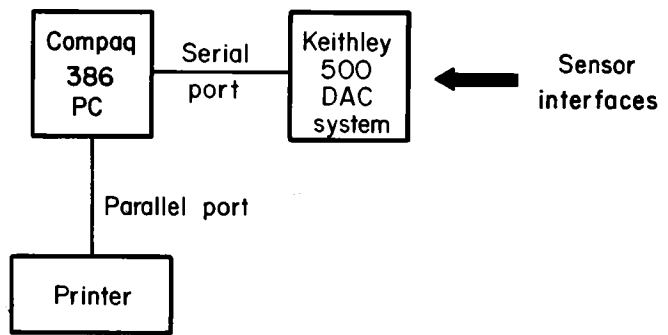 Compaq
386
PC
Serial
port
Keithley
500
DAC
system
Sensor
interfaces
Parallel port
Printer